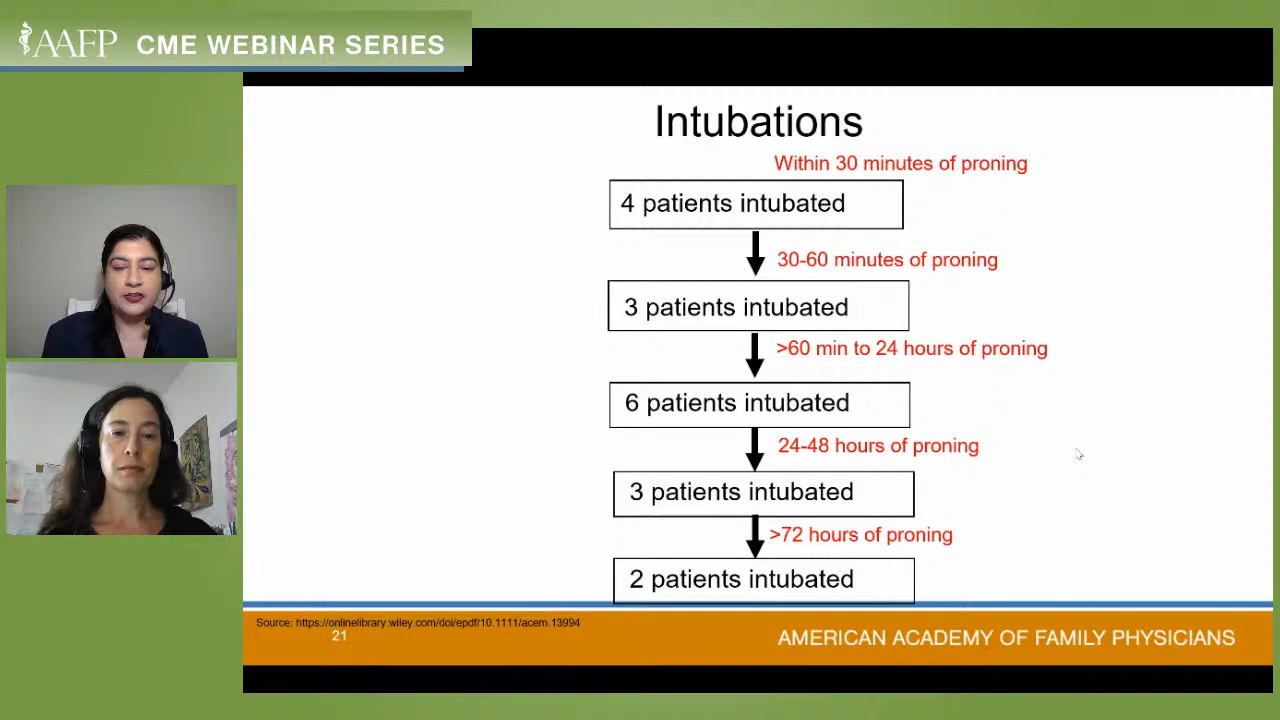 AAFP CME WEBINAR SERIES
Intubations
Within 30 minutes of proning
4 patients intubated
30-60 minutes of proning
3 patients intubated
>60 min to 24 hours of proning
6 patients intubated
24-48 hours of proning
3 patients intubated
>72 hours of proning
2 patients intubated
Source: https://onlinelibrary.wiley.com/doi/epdf/10.1111/acem.13994
21
AMERICAN ACADEMY OF FAMILY PHYSICIANS